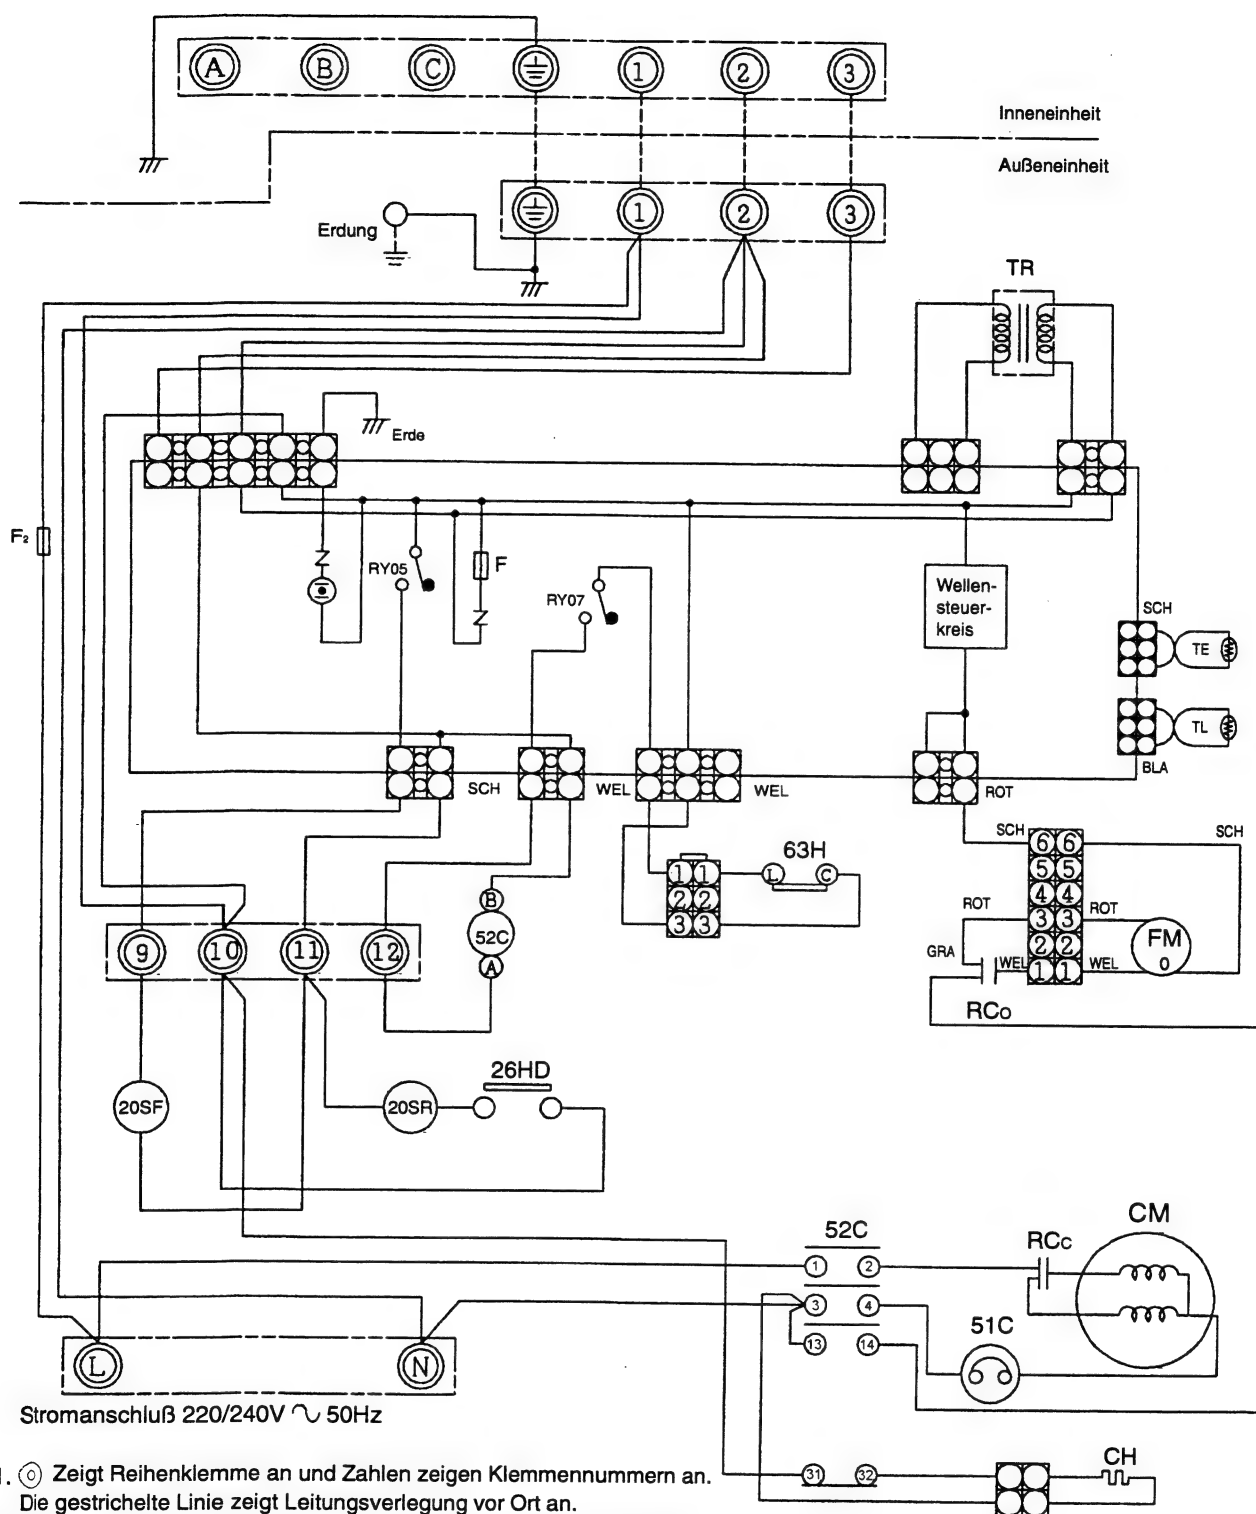 A B C 1 2 3
Inneneinheit
Außeneinheit
1 2 3
Erdung
TR
Erde
F₂
RY05
F
RY07
Wellen-
steuer-
kreis
SCH
TE
TL
BLA
SCH
WEL
WEL
ROT
SCH
6 6
SCH
5 5
4 4
ROT
3 3
ROT
2 2
GRA
WEL
1 1
WEL
FM
0
RCo
63H
L C
1 1
2 2
3 3
B
52C
A
9 10 11 12
26HD
20SF
20SR
52C
1 2
3 4
13 14
RCc
CM
51C
L N
Stromanschluß 220/240V ∿ 50Hz
31 32
CH
. ◎ Zeigt Reihenklemme an und Zahlen zeigen Klemmennummern an.
Die gestrichelte Linie zeigt Leitungsverlegung vor Ort an.